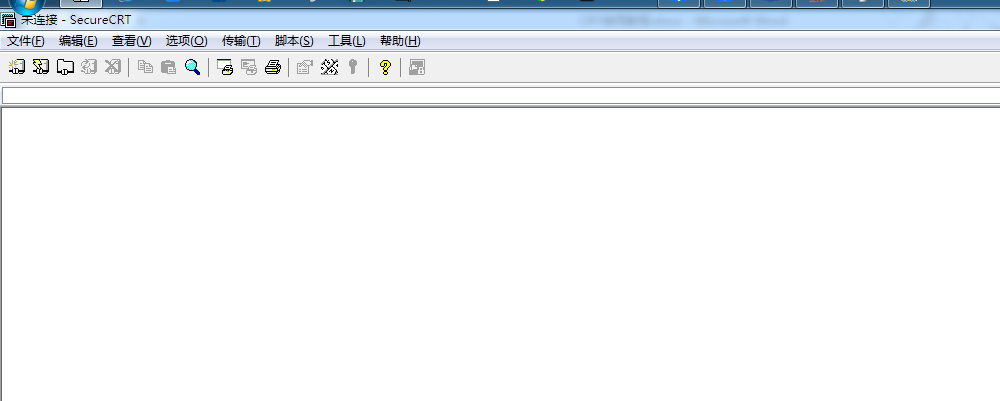 未连接 - SecureCRT
文件(F) 编辑(E) 查看(V) 选项(O) 传输(T) 脚本(S) 工具(L) 帮助(H)